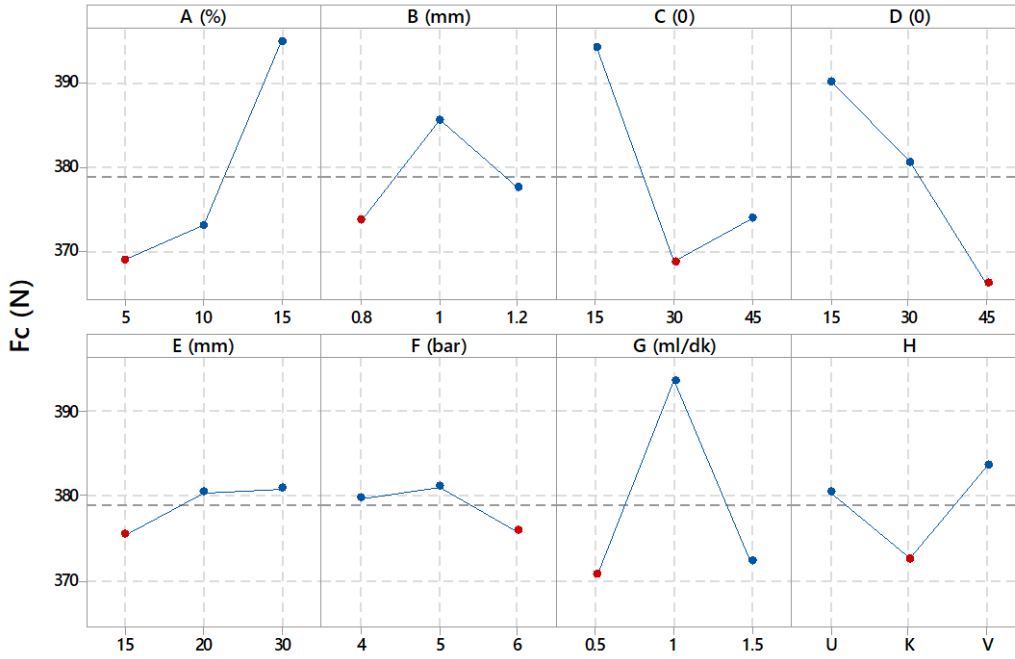 A (%) B (mm) C (0) D (0)
390
380
370
5 10 15 0.8 1 1.2 15 30 45 15 30 45
Fc (N)
E (mm) F (bar) G (ml/dk) H
390
380
370
15 20 30 4 5 6 0.5 1 1.5 U K V